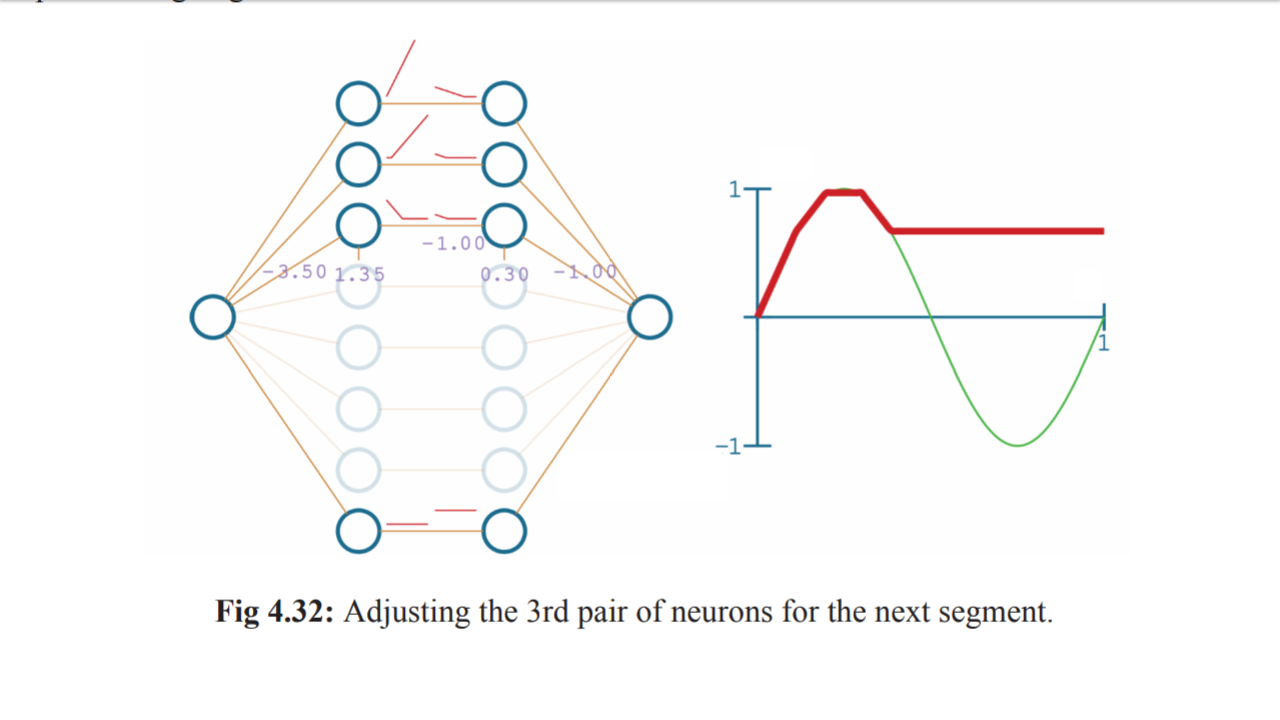 -1.00
-3.50 1.35 0.30 -1.00
1
1
-1
Fig 4.32: Adjusting the 3rd pair of neurons for the next segment.